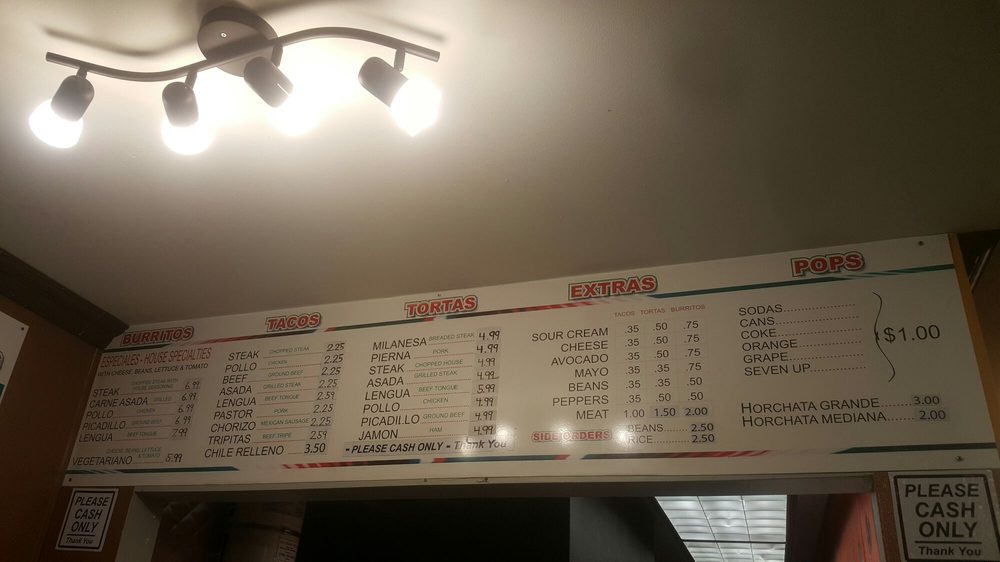 BURRITOS
ESPECIALES - HOUSE SPECIALTIES
WITH CHEESE, BEANS, LETTUCE & TOMATO
STEAK CHOPPED STEAK WITH HOUSE SEASONING 6.99
CARNE ASADA GRILLED 6.99
POLLO CHICKEN 6.99
PICADILLO GROUND BEEF 6.99
LENGUA BEEF TONGUE 7.99
VEGETARIANO LETTUCE & TOMATO 5.99
TACOS
STEAK CHOPPED STEAK 2.25
POLLO CHICKEN 2.25
BEEF GROUND BEEF 2.25
ASADA GRILLED STEAK 2.25
LENGUA BEEF TONGUE 2.59
PASTOR PORK 2.25
CHORIZO MEXICAN SAUSAGE 2.25
TRIPITAS BEEF TRIPE 2.59
CHILE RELLENO 3.50
TORTAS
MILANESA BREADED STEAK 4.99
PIERNA PORK 4.99
STEAK CHOPPED HOUSE 4.99
ASADA GRILLED STEAK 4.99
LENGUA BEEF TONGUE 5.99
POLLO CHICKEN 4.99
PICADILLO GROUND BEEF 4.99
JAMON HAM 4.99
- PLEASE CASH ONLY - Thank You
EXTRAS
TACOS TORTAS BURRITOS
SOUR CREAM .35 .50 .75
CHEESE .35 .50 .75
AVOCADO .35 .50 .75
MAYO .35 .35 .75
BEANS .35 .35 .50
PEPPERS .35 .50 .50
MEAT 1.00 1.50 2.00
SIDE ORDERS
BEANS 2.50
RICE 2.50
POPS
SODAS
CANS
COKE
ORANGE
GRAPE
SEVEN UP
$1.00
HORCHATA GRANDE 3.00
HORCHATA MEDIANA 2.00
PLEASE
CASH
ONLY
Thank You
PLEASE
CASH
ONLY
Thank You